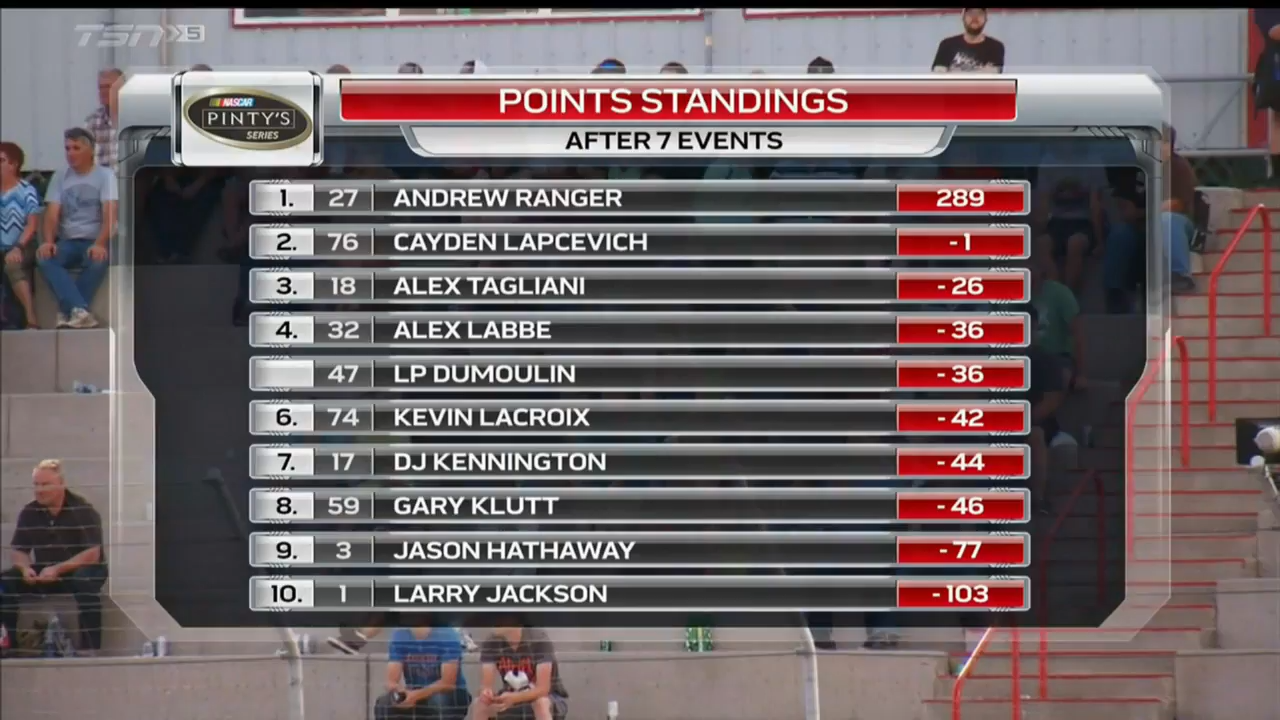 TSN 5
NASCAR
PINTY'S
SERIES
POINTS STANDINGS
AFTER 7 EVENTS
1. 27 ANDREW RANGER 289
2. 76 CAYDEN LAPCEVICH - 1
3. 18 ALEX TAGLIANI - 26
4. 32 ALEX LABBE - 36
47 LP DUMOULIN - 36
6. 74 KEVIN LACROIX - 42
7. 17 DJ KENNINGTON - 44
8. 59 GARY KLUTT - 46
9. 3 JASON HATHAWAY - 77
10. 1 LARRY JACKSON - 103